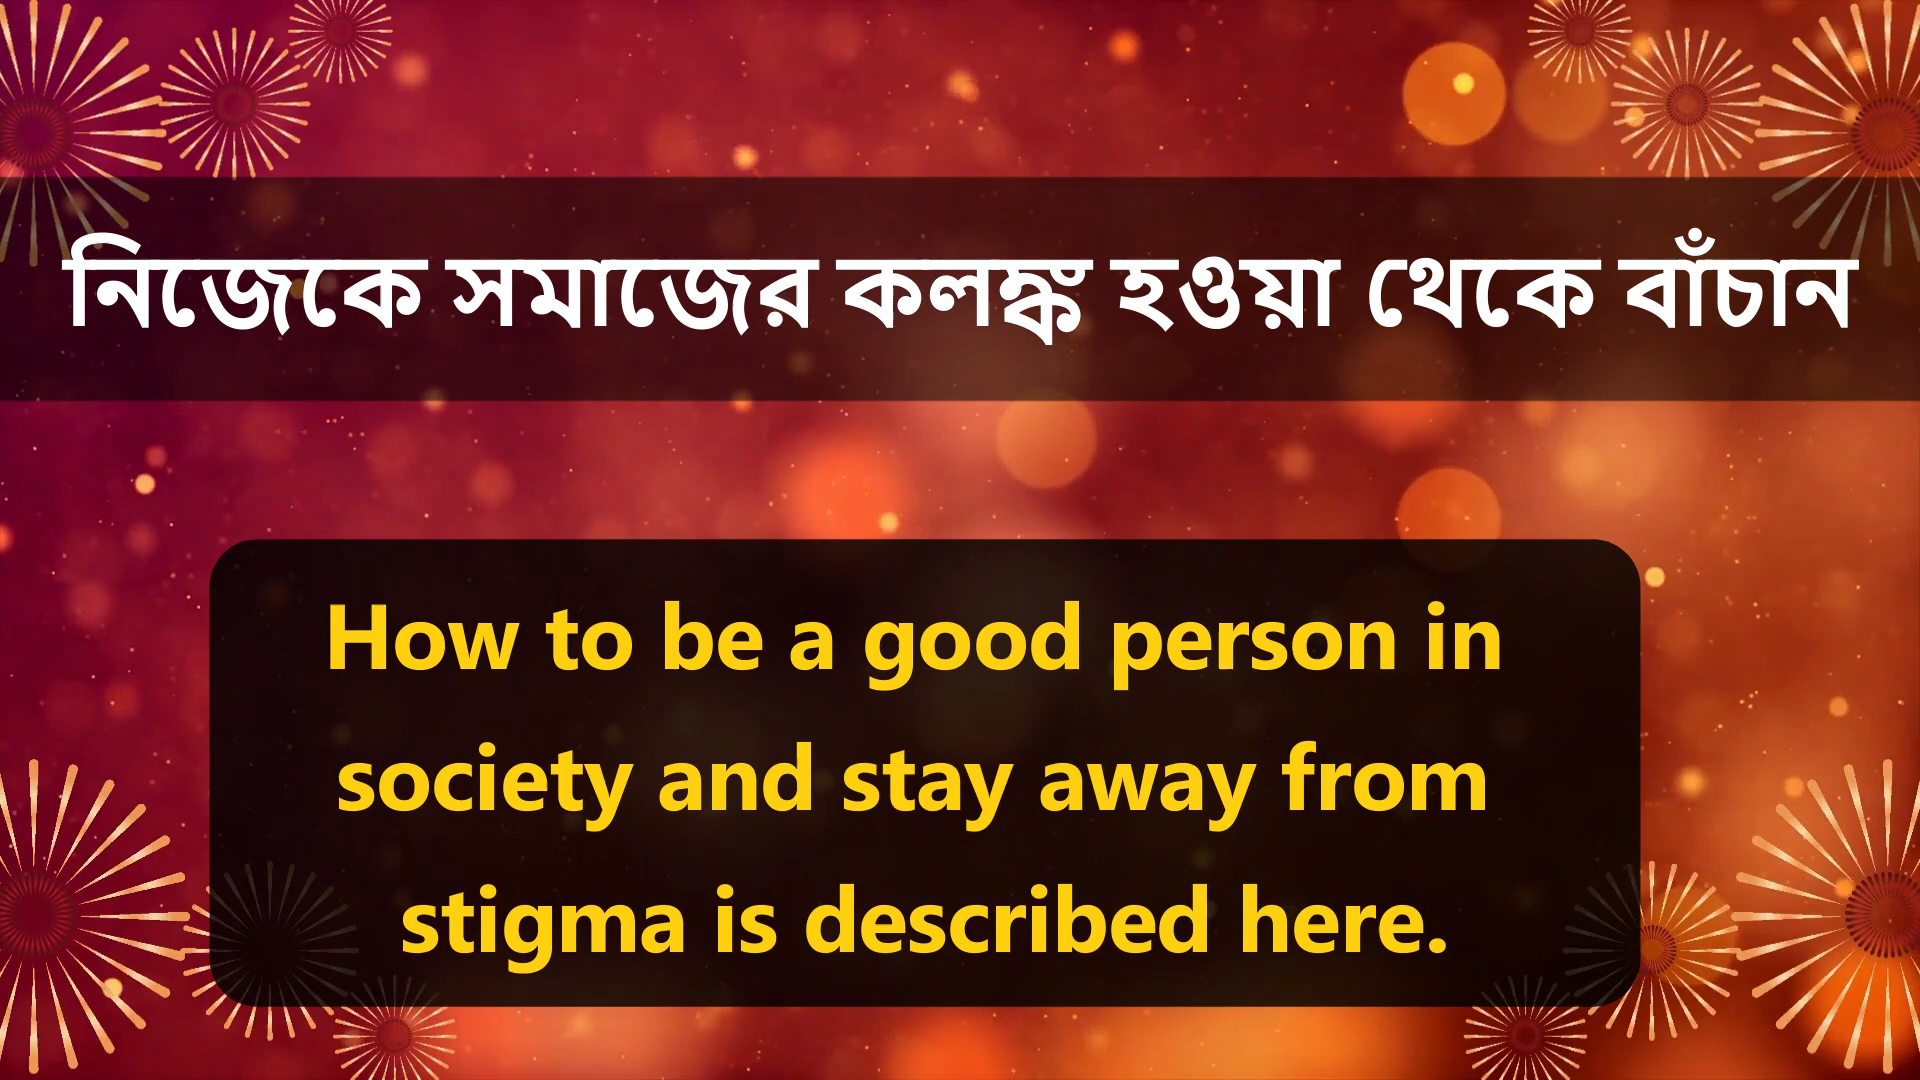 নিজেকে সমাজের কলঙ্ক হওয়া থেকে বাঁচান
How to be a good person in
society and stay away from
stigma is described here.